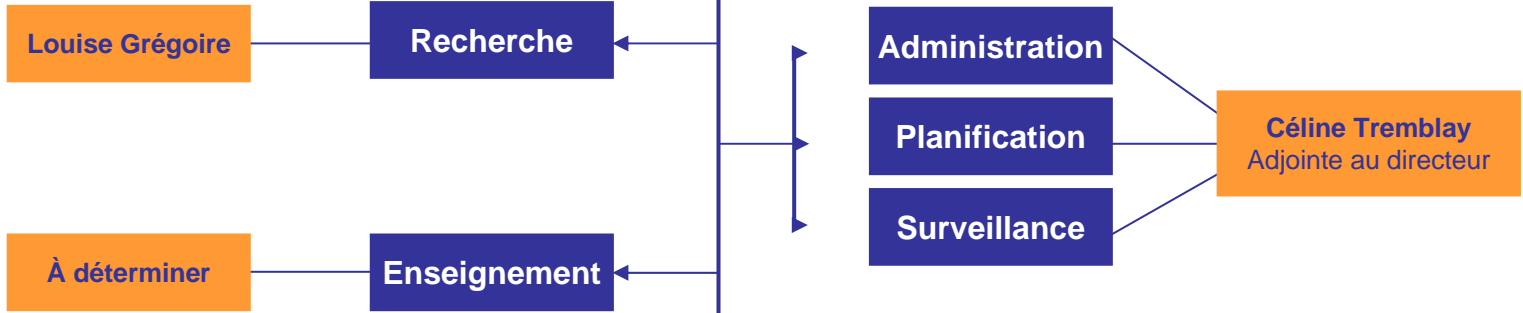 Louise Grégoire
Recherche
Administration
Planification
Surveillance
Céline Tremblay
Adjointe au directeur
À déterminer
Enseignement